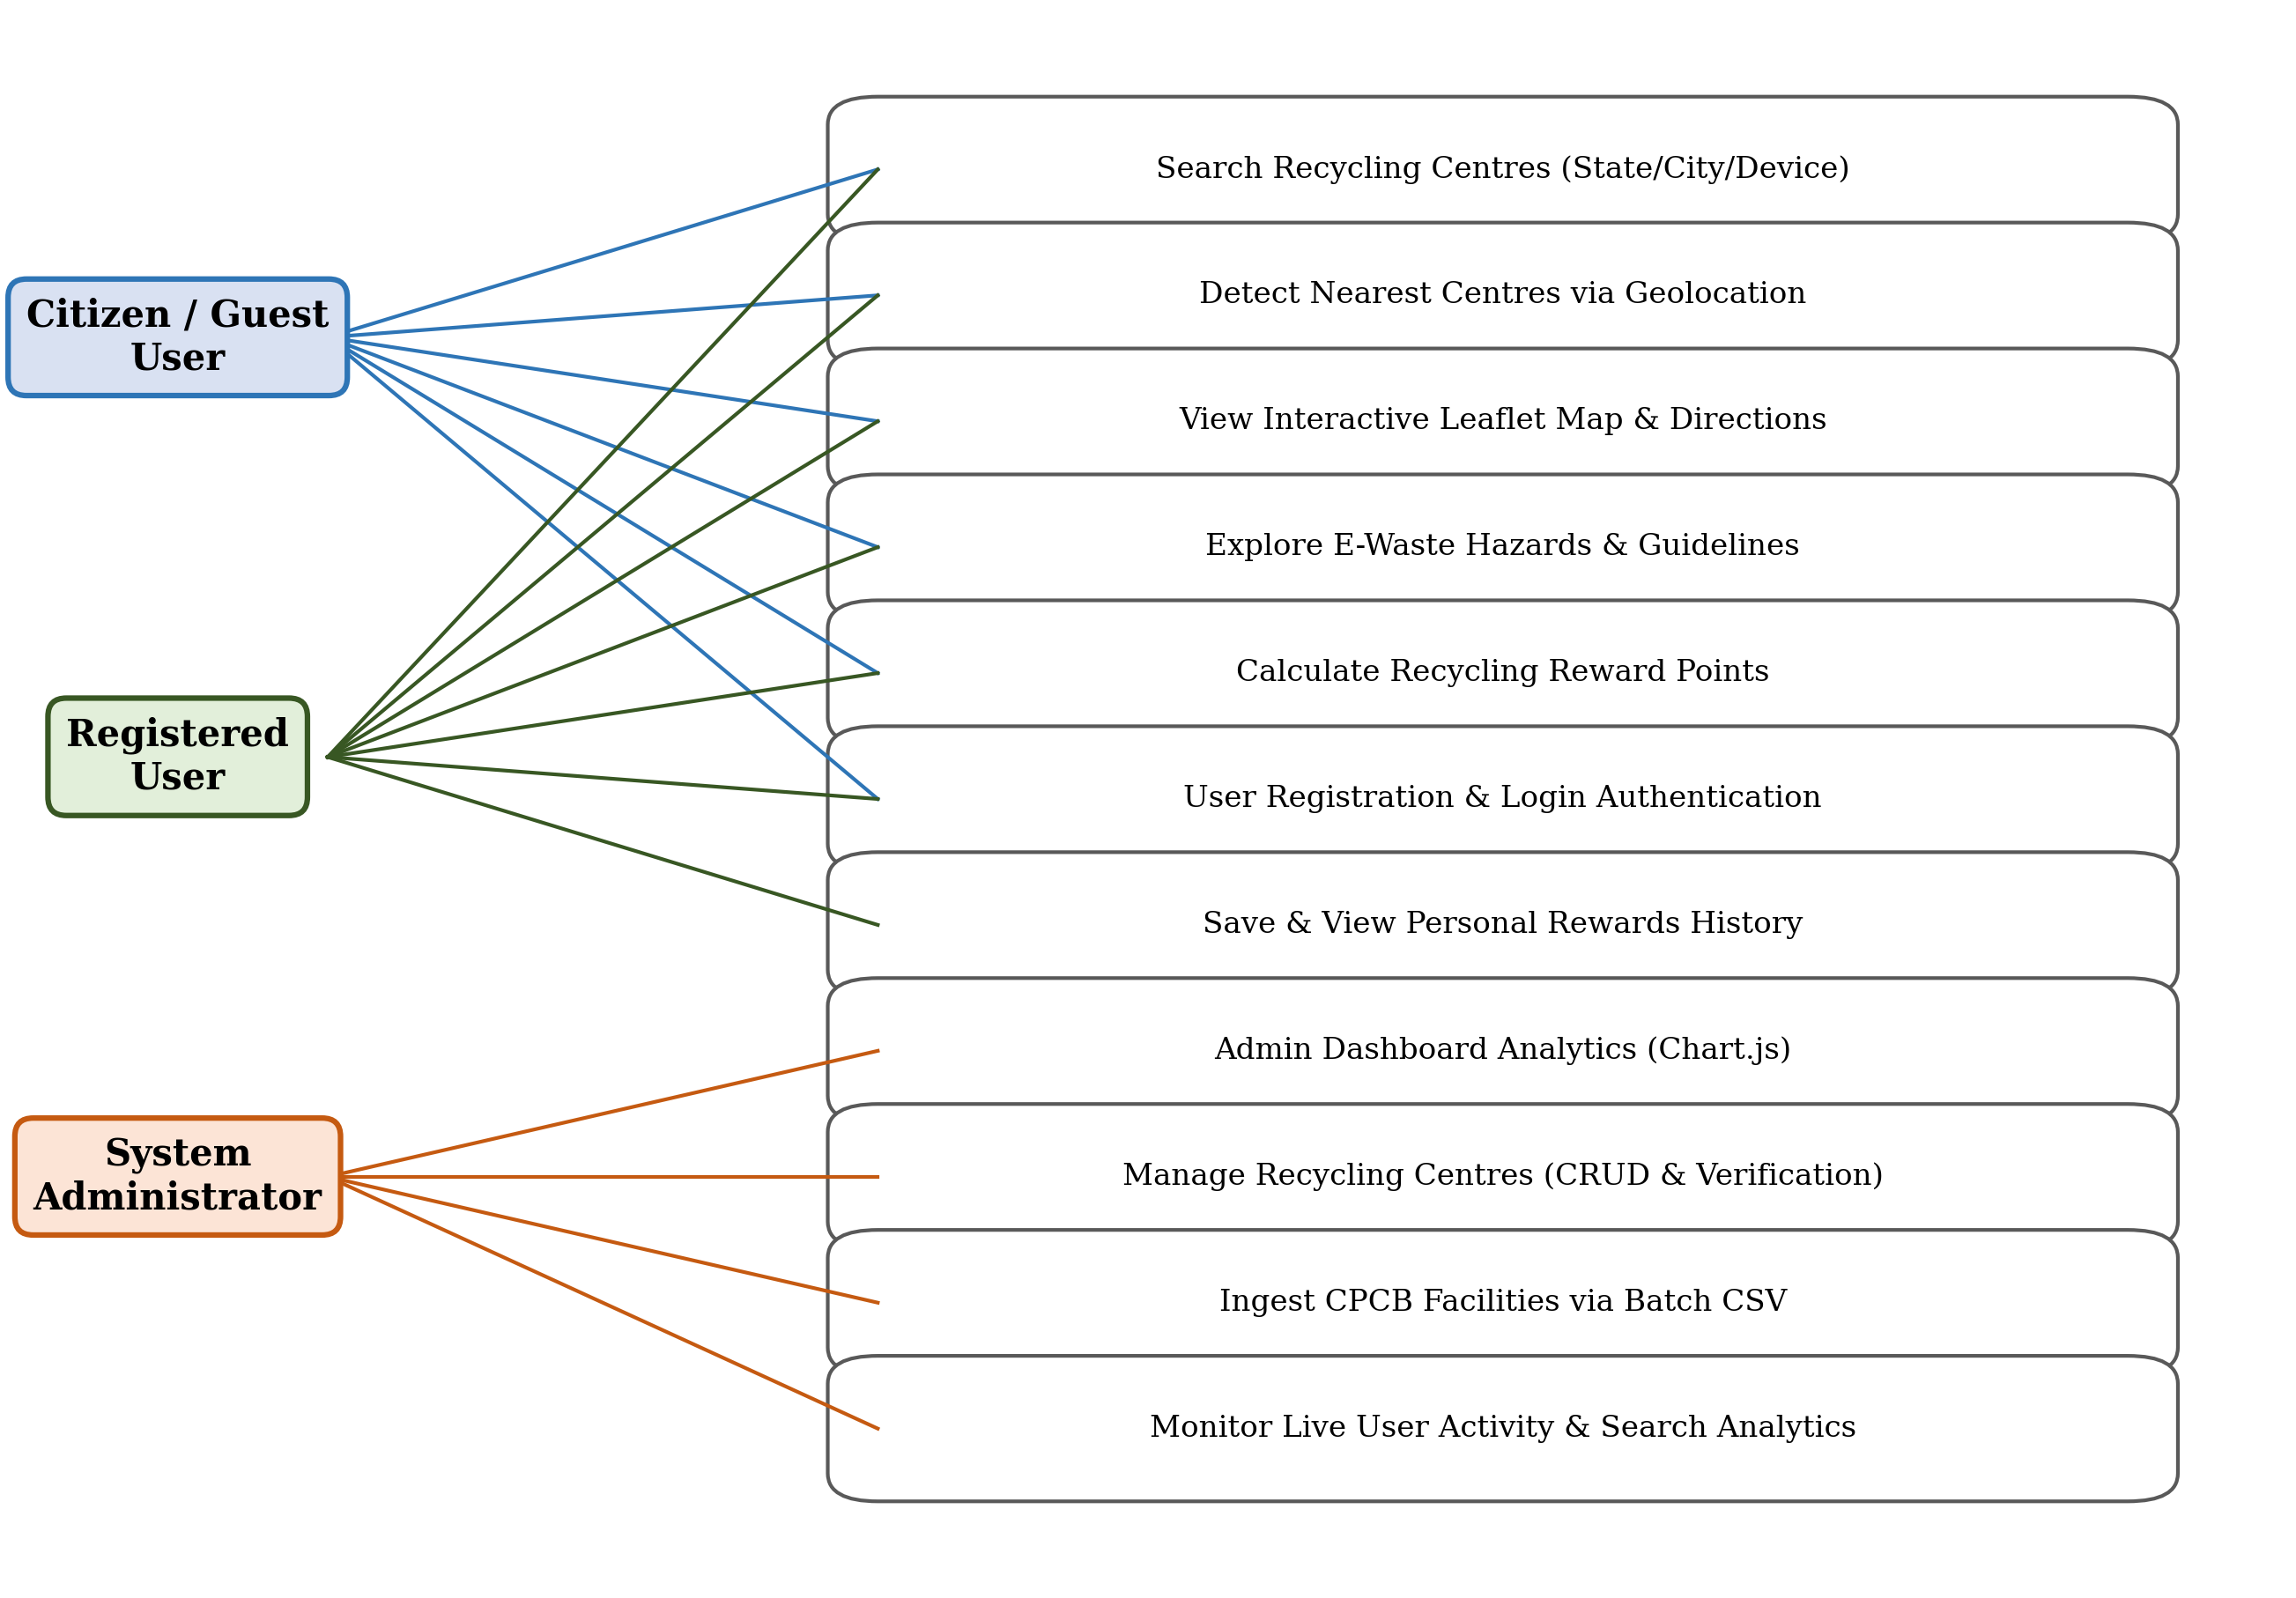 Citizen / Guest
User
Registered
User
System
Administrator
Search Recycling Centres (State/City/Device)
Detect Nearest Centres via Geolocation
View Interactive Leaflet Map & Directions
Explore E-Waste Hazards & Guidelines
Calculate Recycling Reward Points
User Registration & Login Authentication
Save & View Personal Rewards History
Admin Dashboard Analytics (Chart.js)
Manage Recycling Centres (CRUD & Verification)
Ingest CPCB Facilities via Batch CSV
Monitor Live User Activity & Search Analytics